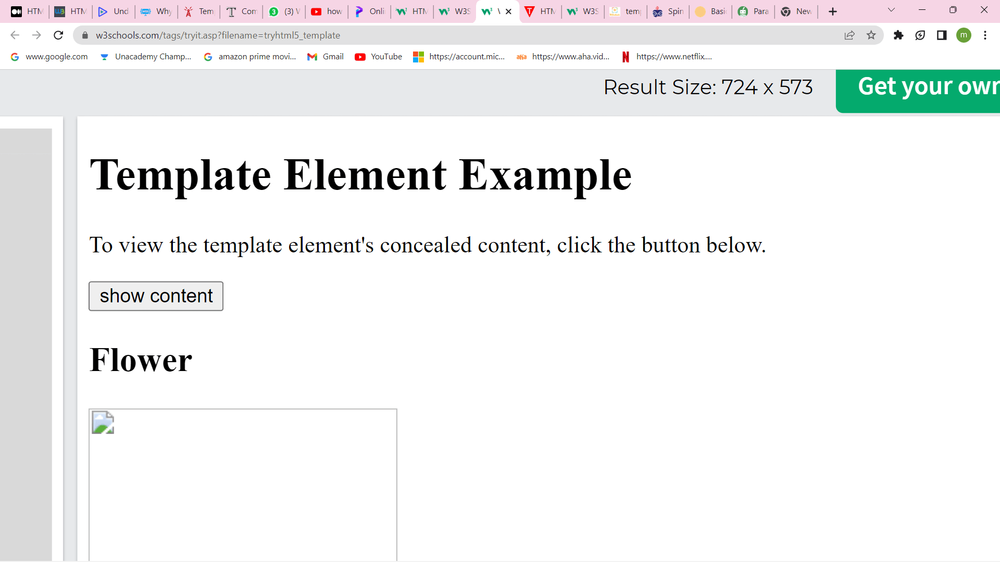 HTM HTM Und Why Tem Com (3) how Onli HTM W3S HTM W3S tem Spin Basi Para New
w3schools.com/tags/tryit.asp?filename=tryhtml5_template
m
www.google.com Unacademy Champ... amazon prime movi... Gmail YouTube https://account.mic... aha https://www.aha.vid... https://www.netflix....
Result Size: 724 x 573 Get your own
Template Element Example
To view the template element's concealed content, click the button below.
show content
Flower